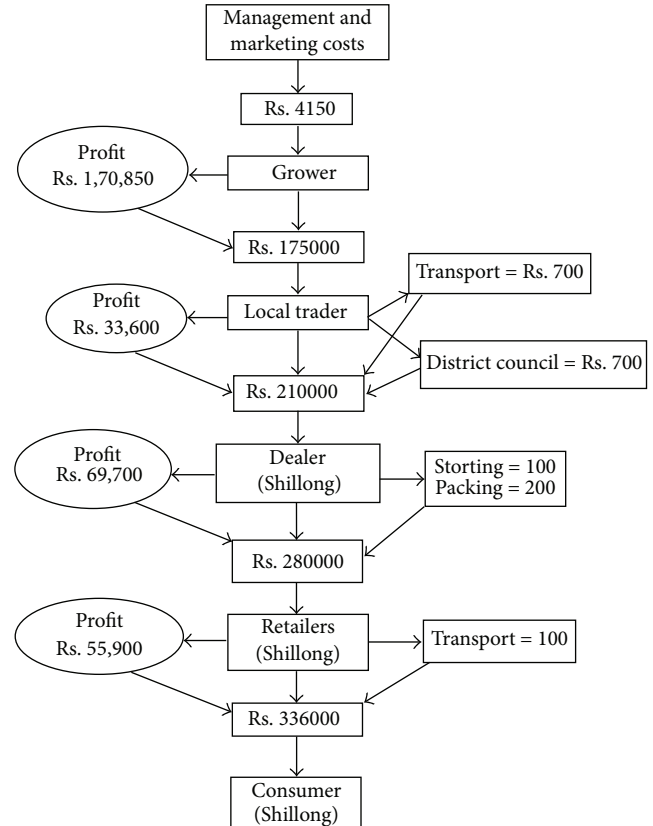 Management and
marketing costs
Rs. 4150
Profit
Rs. 1,70,850
Grower
Rs. 175000
Transport = Rs. 700
Profit
Rs. 33,600
Local trader
District council = Rs. 700
Rs. 210000
Profit
Rs. 69,700
Dealer
(Shillong)
Storting = 100
Packing = 200
Rs. 280000
Profit
Rs. 55,900
Retailers
(Shillong)
Transport = 100
Rs. 336000
Consumer
(Shillong)